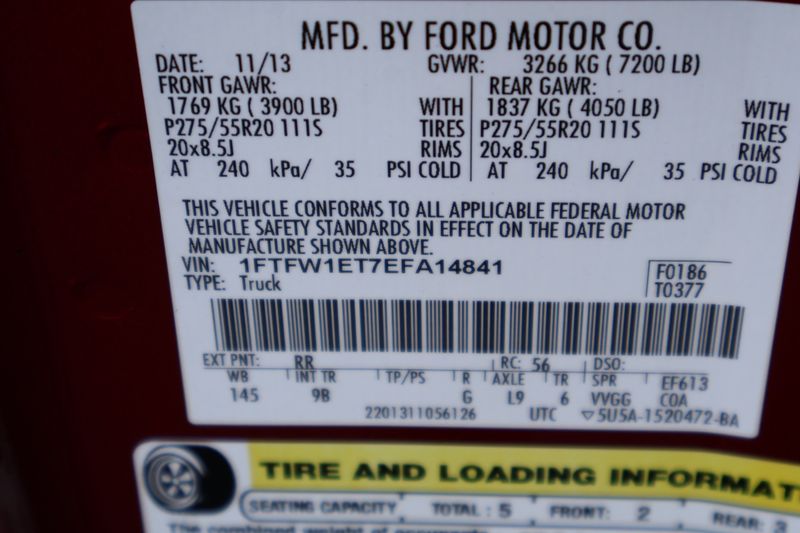 MFD. BY FORD MOTOR CO.
DATE: 11/13 GVWR: 3266 KG ( 7200 LB)
FRONT GAWR: REAR GAWR:
1769 KG ( 3900 LB) WITH 1837 KG ( 4050 LB) WITH
P275/55R20 111S TIRES P275/55R20 111S TIRES
20x8.5J RIMS 20x8.5J RIMS
AT 240 kPa/ 35 PSI COLD AT 240 kPa/ 35 PSI COLD
THIS VEHICLE CONFORMS TO ALL APPLICABLE FEDERAL MOTOR
VEHICLE SAFETY STANDARDS IN EFFECT ON THE DATE OF
MANUFACTURE SHOWN ABOVE.
VIN: 1FTFW1ET7EFA14841 F0186
TYPE: Truck T0377
EXT PNT: RR RC: 56 DSO:
WB INT TR TP/PS R AXLE TR SPR EF613
145 9B G L9 6 VVGG COA
2201311056126 UTC ▽5U5A-1520472-BA
TIRE AND LOADING INFORMAT
SEATING CAPACITY TOTAL : 5 FRONT: 2 REAR: 3
The combined weight of